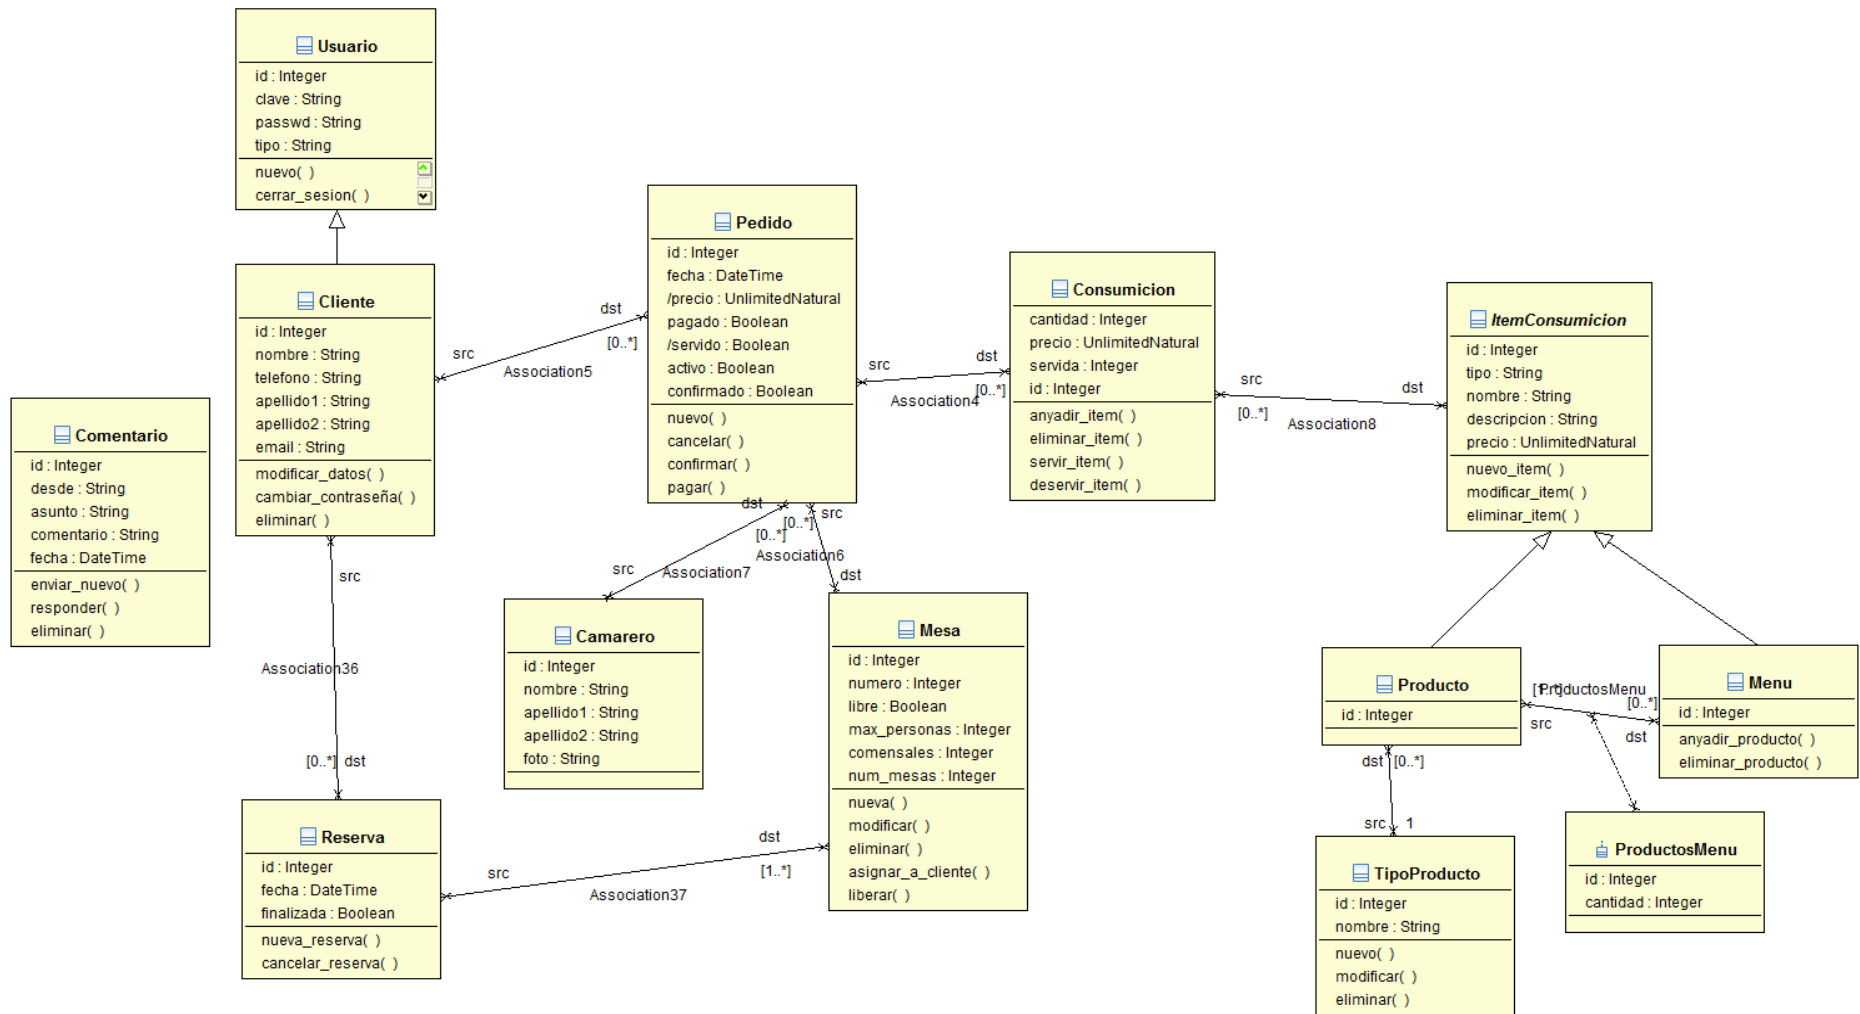 Usuario
id : Integer
clave : String
passwd : String
tipo : String
nuevo( )
cerrar_sesion( )
Cliente
id : Integer
nombre : String
telefono : String
apellido1 : String
apellido2 : String
email : String
modificar_datos( )
cambiar_contraseña( )
eliminar( )
Comentario
id : Integer
desde : String
asunto : String
comentario : String
fecha : DateTime
enviar_nuevo( )
responder( )
eliminar( )
Pedido
id : Integer
fecha : DateTime
/precio : UnlimitedNatural
pagado : Boolean
/servido : Boolean
activo : Boolean
confirmado : Boolean
nuevo( )
cancelar( )
confirmar( )
pagar( )
Consumicion
cantidad : Integer
precio : UnlimitedNatural
servida : Integer
id : Integer
anyadir_item( )
eliminar_item( )
servir_item( )
deservir_item( )
ItemConsumicion
id : Integer
tipo : String
nombre : String
descripcion : String
precio : UnlimitedNatural
nuevo_item( )
modificar_item( )
eliminar_item( )
src
dst
[0..*]
Association5
src
dst
[0..*]
Association4
src
[0..*]
dst
Association8
dst
[0..*]
src
Association7
[0..*]
src
dst
Association6
src
Association36
[0..*]
dst
Camarero
id : Integer
nombre : String
apellido1 : String
apellido2 : String
foto : String
Mesa
id : Integer
numero : Integer
libre : Boolean
max_personas : Integer
comensales : Integer
num_mesas : Integer
nueva( )
modificar( )
eliminar( )
asignar_a_cliente( )
liberar( )
Reserva
id : Integer
fecha : DateTime
finalizada : Boolean
nueva_reserva( )
cancelar_reserva( )
src
dst
[1..*]
Association37
Producto
id : Integer
[1..*]
ProductosMenu
[0..*]
src
dst
Menu
id : Integer
anyadir_producto( )
eliminar_producto( )
dst
[0..*]
src
1
TipoProducto
id : Integer
nombre : String
nuevo( )
modificar( )
eliminar( )
ProductosMenu
id : Integer
cantidad : Integer